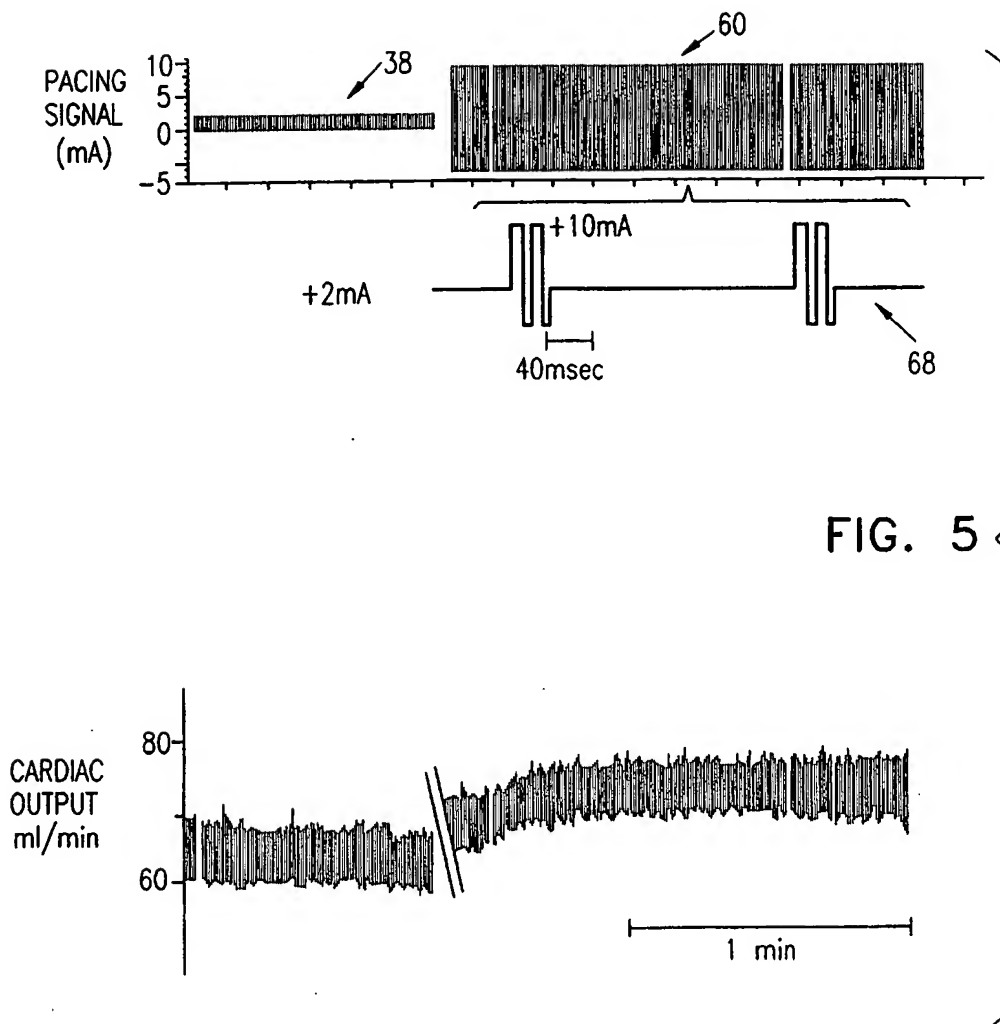 60
38
PACING
SIGNAL
(mA)
10
5
0
-5
+10mA
+2mA
40msec
68
FIG. 5
80
CARDIAC
OUTPUT
ml/min
60
1 min